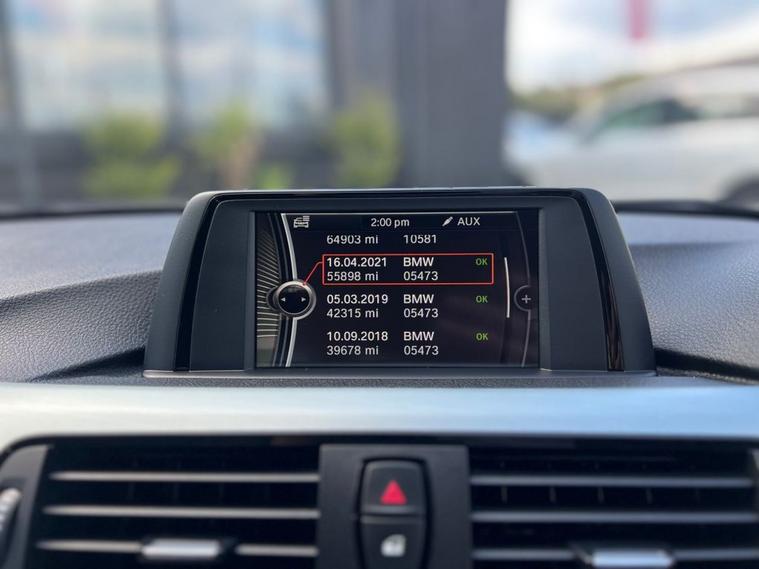 2:00 pm AUX
64903 mi 10581
16.04.2021 BMW OK
55898 mi 05473
05.03.2019 BMW OK
42315 mi 05473
10.09.2018 BMW OK
39678 mi 05473